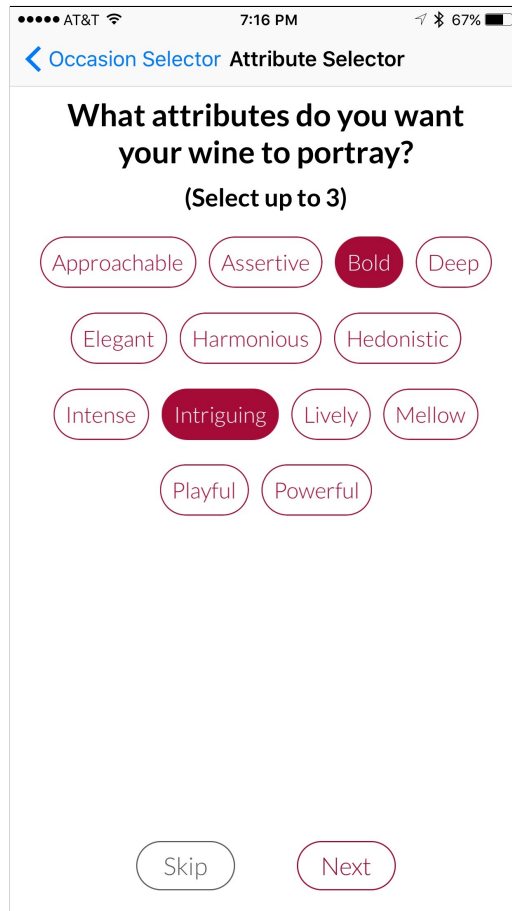 AT&T 7:16 PM 67%
Occasion Selector Attribute Selector
What attributes do you want
your wine to portray?
(Select up to 3)
Approachable Assertive Bold Deep
Elegant Harmonious Hedonistic
Intense Intriguing Lively Mellow
Playful Powerful
Skip Next